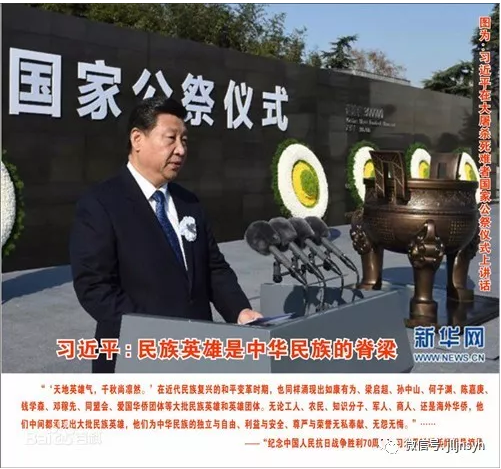 国家公祭仪式
图为：习近平在大屠杀死难者国家公祭仪式上讲话
新华网
习近平：民族英雄是中华民族的脊梁
“‘天地英雄气，千秋尚凛然。’在近代民族复兴的和平变革时期，也同样涌现出如康有为、梁启超、孙中山、何子渊、陈嘉庚、
钱学森、邓稼先、同盟会、爱国华侨团体等大批民族英雄和英雄团体。无论工人、农民、知识分子、军人、商人、还是海外华侨，他
们中间都涌现出大批民族英雄，他们为中华民族的独立与自由、利益与安全、尊严与荣誉无私奉献、无怨无悔。”……
——“纪念中国人民抗日战争胜利70周
Bai 百科
微信号: jljnsyh